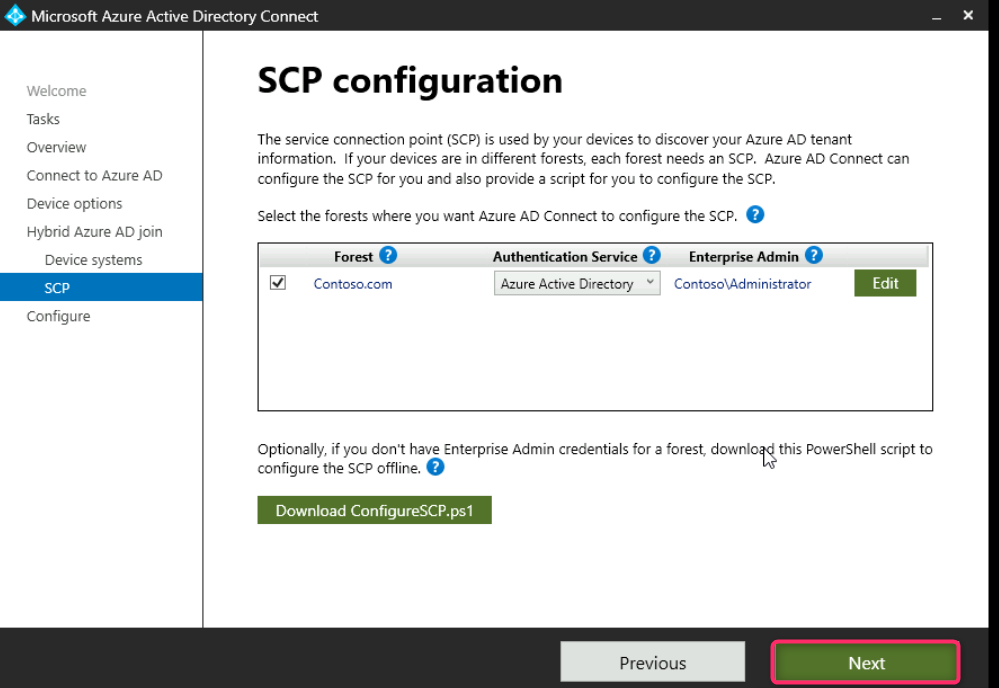 Microsoft Azure Active Directory Connect
Welcome
Tasks
Overview
Connect to Azure AD
Device options
Hybrid Azure AD join
Device systems
SCP
Configure
SCP configuration
The service connection point (SCP) is used by your devices to discover your Azure AD tenant
information. If your devices are in different forests, each forest needs an SCP. Azure AD Connect can
configure the SCP for you and also provide a script for you to configure the SCP.
Select the forests where you want Azure AD Connect to configure the SCP. ?
Forest ? Authentication Service ? Enterprise Admin ?
Contoso.com Azure Active Directory Contoso\Administrator Edit
Optionally, if you don't have Enterprise Admin credentials for a forest, download this PowerShell script to
configure the SCP offline. ?
Download ConfigureSCP.ps1
Previous Next